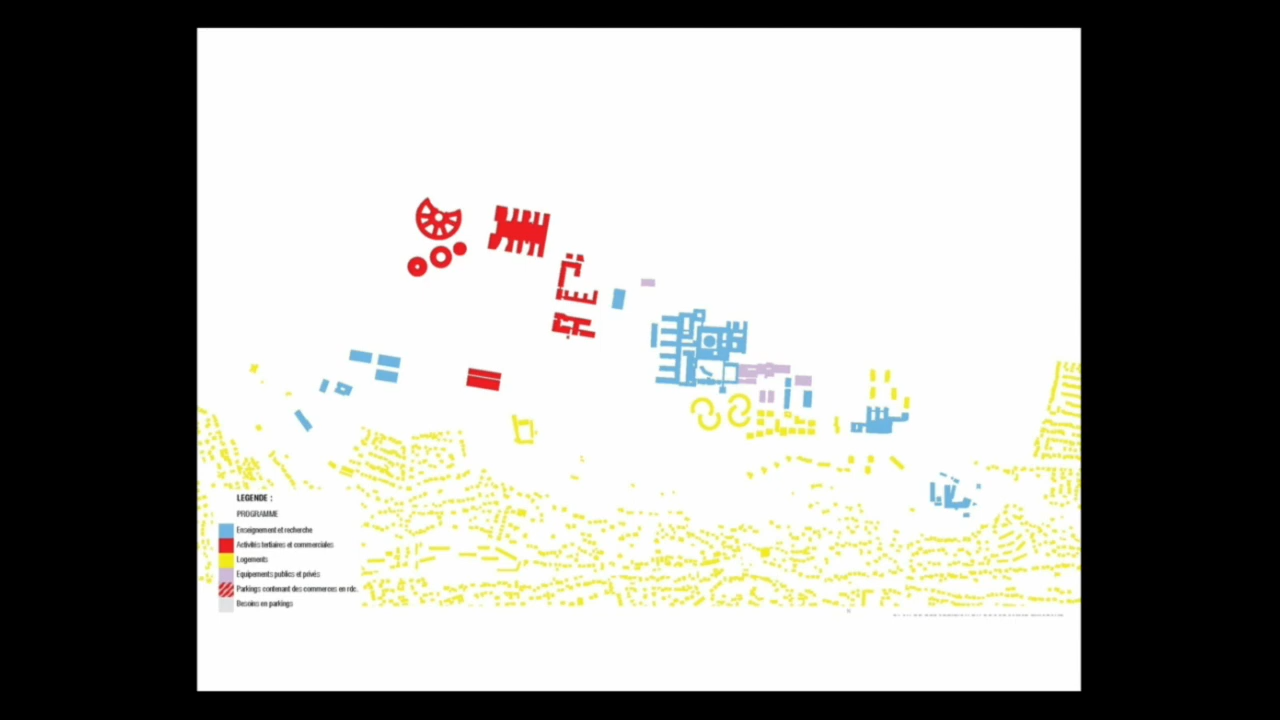 LEGENDE :
PROGRAMME
Enseignement et recherche
Activités tertiaires et commerciales
Logements
Equipements publics et privés
Parkings contenant des commerces en rdc.
Besoins en parkings